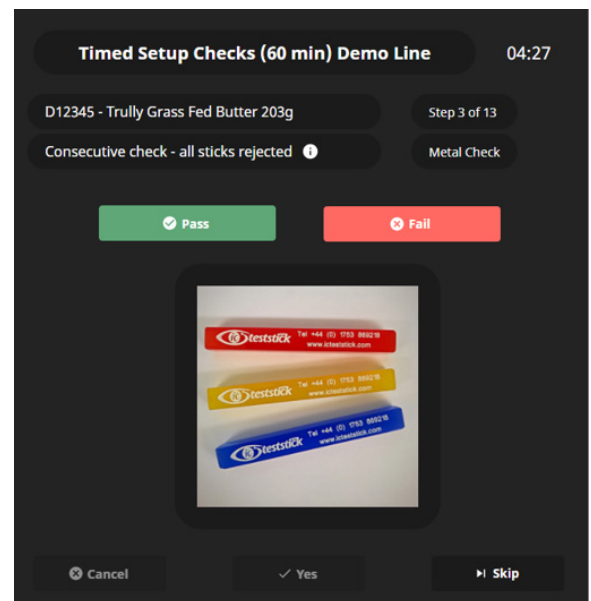 Timed Setup Checks (60 min) Demo Line
04:27
D12345 - Trully Grass Fed Butter 203g
Step 3 of 13
Consecutive check - all sticks rejected
Metal Check
Pass
Fail
ic teststick Tel +44 (0) 1753 869218
www.icteststick.com
ic teststick Tel +44 (0) 1753 869218
www.icteststick.com
ic teststick Tel +44 (0) 1753 869218
www.icteststick.com
Cancel
Yes
Skip